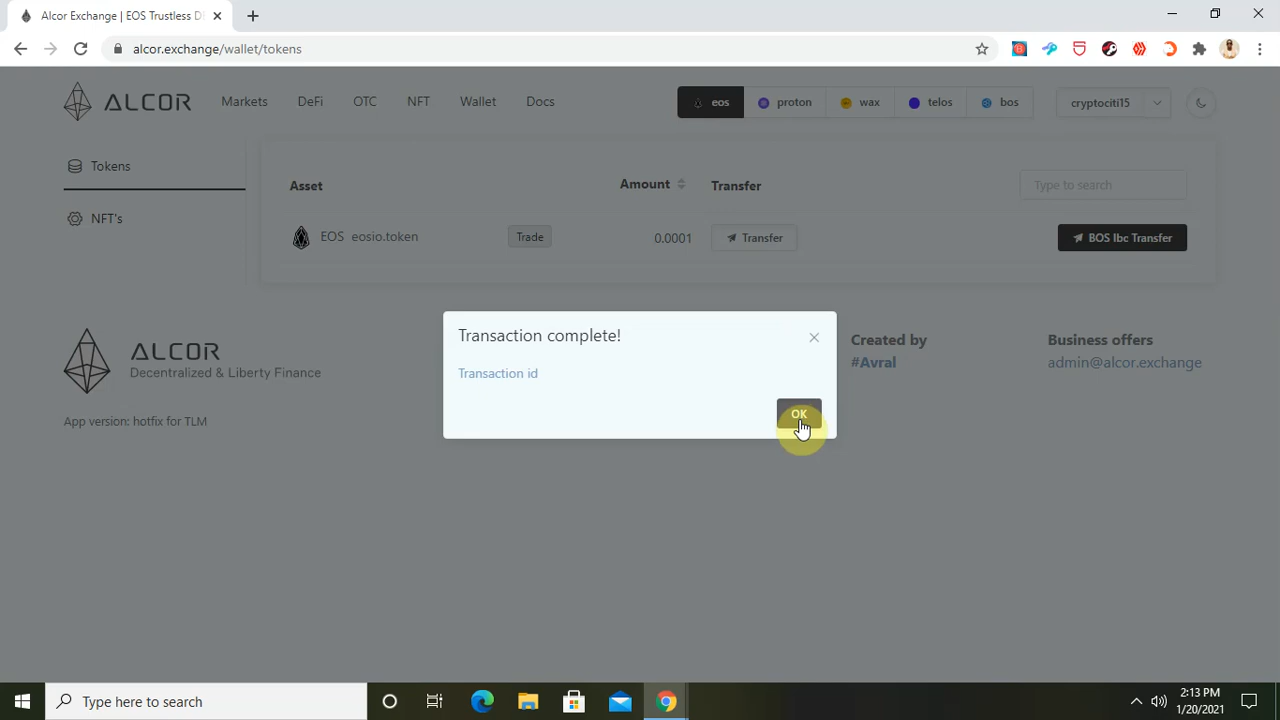 Alcor Exchange | EOS Trustless D
alcor.exchange/wallet/tokens
ALCOR
Markets
DeFi
OTC
NFT
Wallet
Docs
eos
proton
wax
telos
bos
cryptociti15
Tokens
NFT's
Asset
Amount
Transfer
Type to search
EOS eosio.token
Trade
0.0001
Transfer
BOS Ibc Transfer
Transaction complete!
Transaction id
OK
ALCOR
Decentralized & Liberty Finance
App version: hotfix for TLM
Created by
#Avral
Business offers
admin@alcor.exchange
Type here to search
2:13 PM
1/20/2021